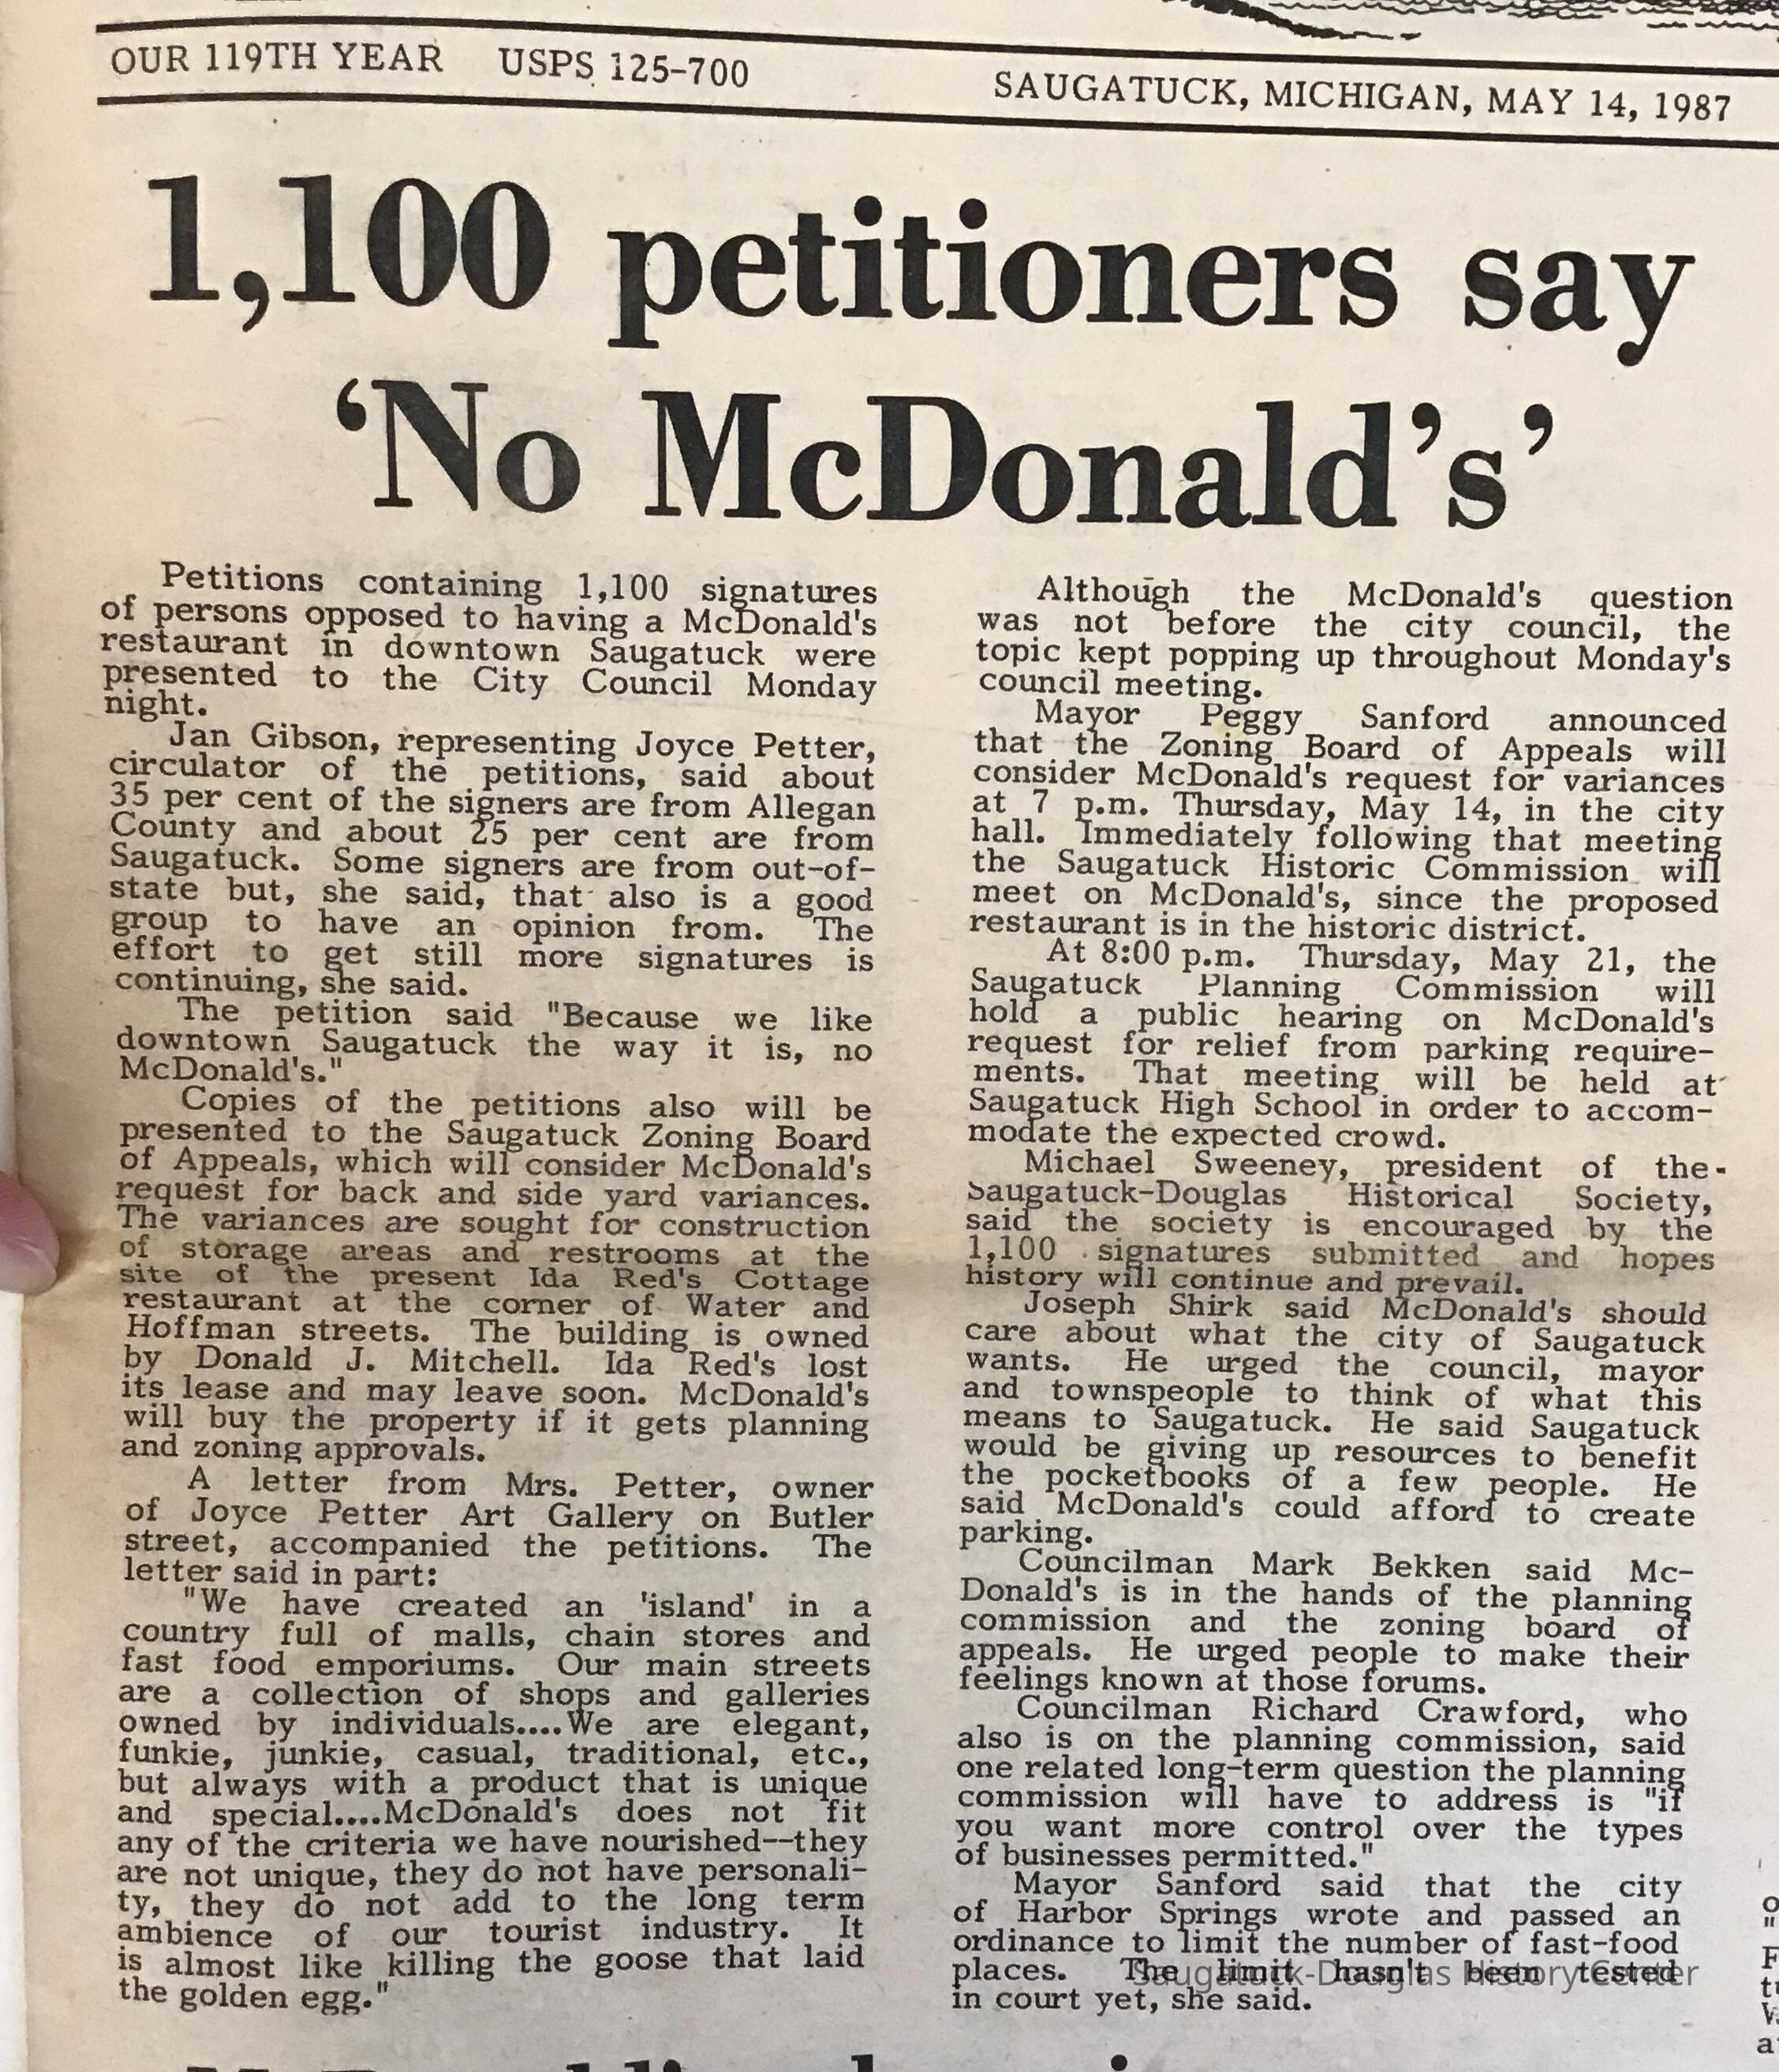 OUR 119TH YEAR USPS 125-700 SAUGATUCK, MICHIGAN, MAY 14, 1987
1,100 petitioners say
‘No McDonald’s’
Petitions containing 1,100 signatures
of persons opposed to having a McDonald's
restaurant in downtown Saugatuck were
presented to the City Council Monday
night.
Jan Gibson, representing Joyce Petter,
circulator of the petitions, said about
35 per cent of the signers are from Allegan
County and about 25 per cent are from
Saugatuck. Some signers are from out-of-
state but, she said, that also is a good
group to have an opinion from. The
effort to get still more signatures is
continuing, she said.
The petition said "Because we like
downtown Saugatuck the way it is, no
McDonald's."
Copies of the petitions also will be
presented to the Saugatuck Zoning Board
of Appeals, which will consider McDonald's
request for back and side yard variances.
The variances are sought for construction
of storage areas and restrooms at the
site of the present Ida Red's Cottage
restaurant at the corner of Water and
Hoffman streets. The building is owned
by Donald J. Mitchell. Ida Red's lost
its lease and may leave soon. McDonald's
will buy the property if it gets planning
and zoning approvals.
A letter from Mrs. Petter, owner
of Joyce Petter Art Gallery on Butler
street, accompanied the petitions. The
letter said in part:
"We have created an 'island' in a
country full of malls, chain stores and
fast food emporiums. Our main streets
are a collection of shops and galleries
owned by individuals....We are elegant,
funkie, junkie, casual, traditional, etc.,
but always with a product that is unique
and special....McDonald's does not fit
any of the criteria we have nourished--they
are not unique, they do not have personali-
ty, they do not add to the long term
ambience of our tourist industry. It
is almost like killing the goose that laid
the golden egg."
Although the McDonald's question
was not before the city council, the
topic kept popping up throughout Monday's
council meeting.
Mayor Peggy Sanford announced
that the Zoning Board of Appeals will
consider McDonald's request for variances
at 7 p.m. Thursday, May 14, in the city
hall. Immediately following that meeting
the Saugatuck Historic Commission will
meet on McDonald's, since the proposed
restaurant is in the historic district.
At 8:00 p.m. Thursday, May 21, the
Saugatuck Planning Commission will
hold a public hearing on McDonald's
request for relief from parking require-
ments. That meeting will be held at
Saugatuck High School in order to accom-
modate the expected crowd.
Michael Sweeney, president of the
Saugatuck-Douglas Historical Society,
said the society is encouraged by the
1,100 signatures submitted and hopes
history will continue and prevail.
Joseph Shirk said McDonald's should
care about what the city of Saugatuck
wants. He urged the council, mayor
and townspeople to think of what this
means to Saugatuck. He said Saugatuck
would be giving up resources to benefit
the pocketbooks of a few people. He
said McDonald's could afford to create
parking.
Councilman Mark Bekken said Mc-
Donald's is in the hands of the planning
commission and the zoning board of
appeals. He urged people to make their
feelings known at those forums.
Councilman Richard Crawford, who
also is on the planning commission, said
one related long-term question the planning
commission will have to address is "if
you want more control over the types
of businesses permitted."
Mayor Sanford said that the city
of Harbor Springs wrote and passed an
ordinance to limit the number of fast-food
places. The limit hasn't been tested
in court yet, she said.
Saugatuck-Douglas History Center